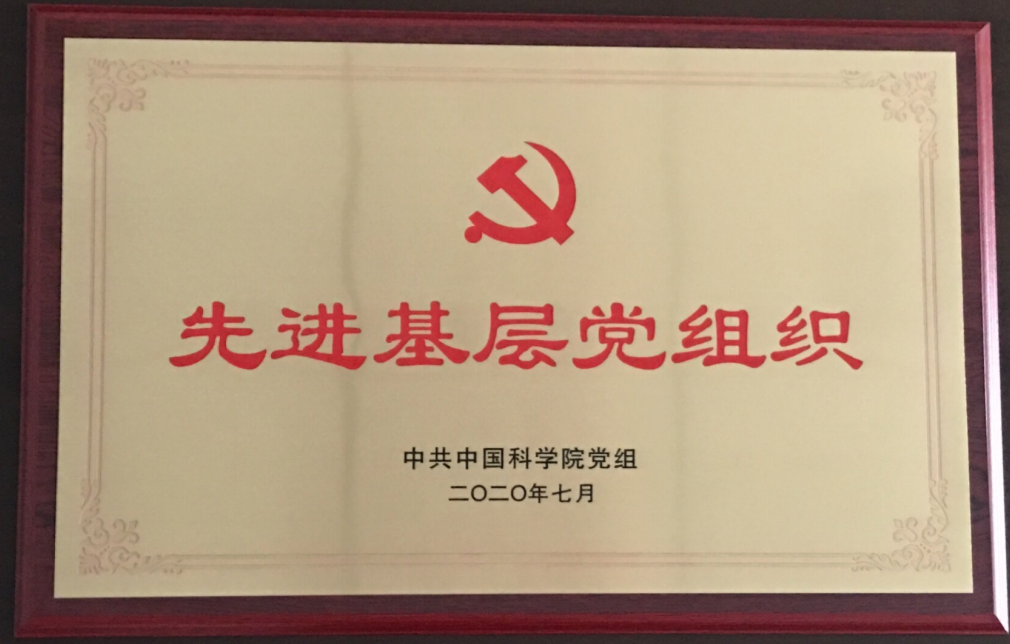 先进基层党组织
中共中国科学院党组
二〇二〇年七月